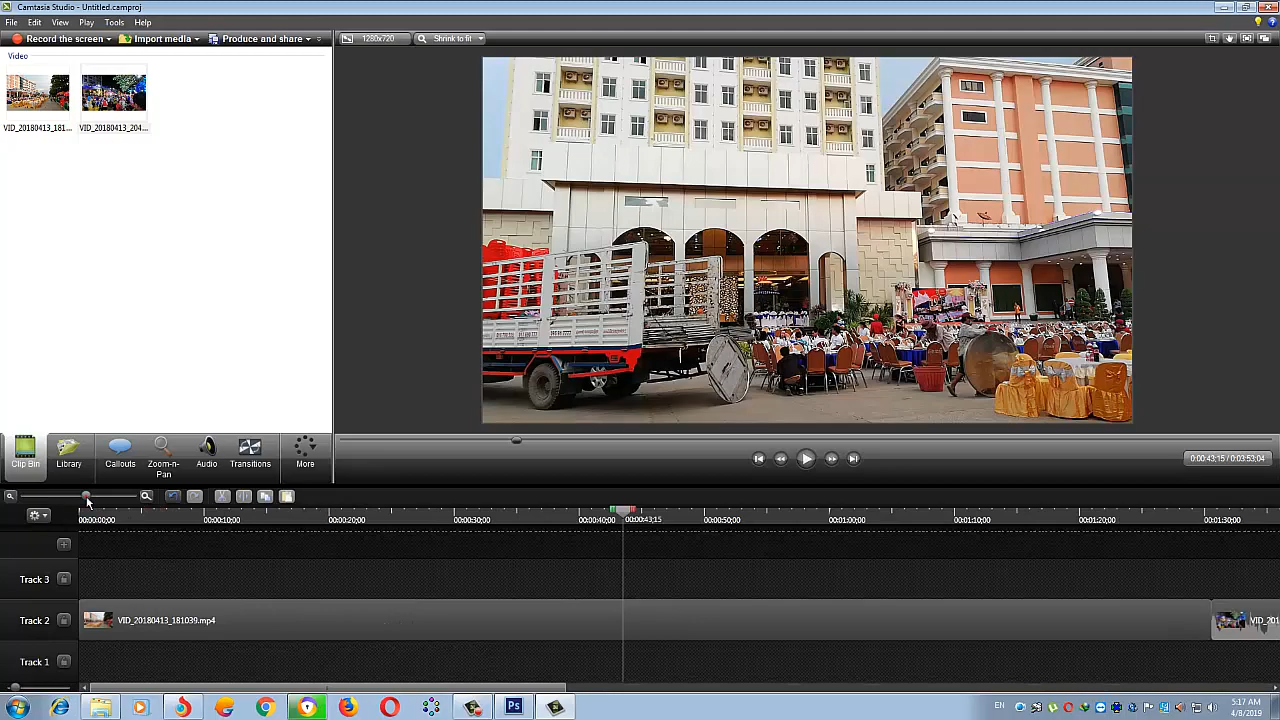 Camtasia Studio - Untitled.camproj
File Edit View Play Tools Help
Record the screen Import media Produce and share
1280x720 Shrink to fit
Video
VID_20180413_181... VID_20180413_204...
Clip Bin Library Callouts Zoom-n-Pan Audio Transitions More
0:00:43;15 / 0:03:53;04
00:00:00;00 00:00:10;00 00:00:20;00 00:00:30;00 00:00:40;00 00:00:43;15 00:00:50;00 00:01:00;00 00:01:10;00 00:01:20;00 00:01:30;00
Track 3
Track 2 VID_20180413_181039.mp4 VID_201
Track 1
EN 5:17 AM
4/8/2019